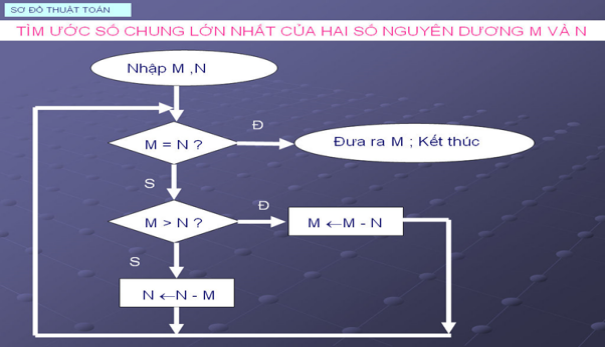 SƠ ĐỒ THUẬT TOÁN
TÌM ƯỚC SỐ CHUNG LỚN NHẤT CỦA HAI SỐ NGUYÊN DƯƠNG M VÀ N
Nhập M ,N
Đ
M = N ?
Đưa ra M ; Kết thúc
S
Đ
M > N ?
M ←M - N
S
N ←N - M